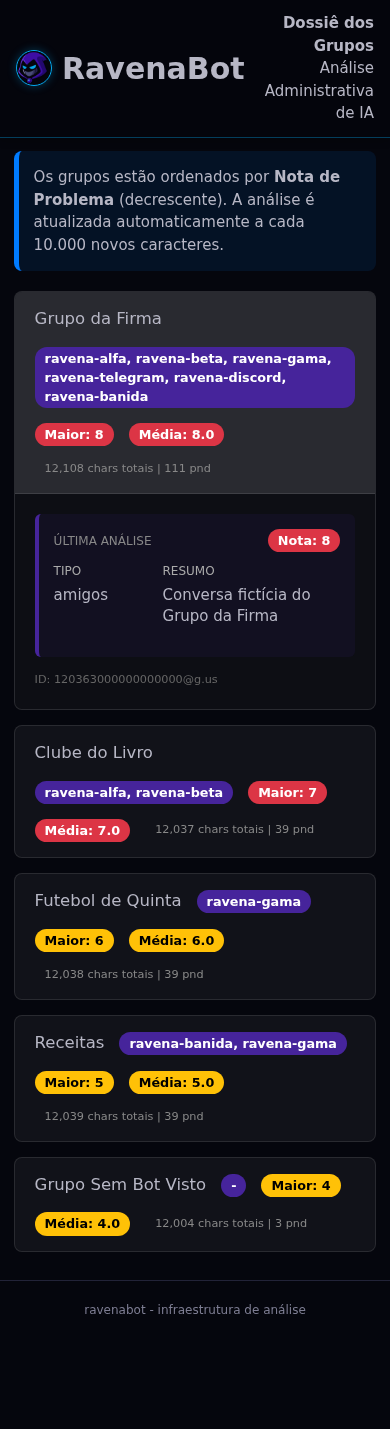 RavenaBot
Dossiê dos
Grupos
Análise
Administrativa
de IA
Os grupos estão ordenados por Nota de
Problema (decrescente). A análise é
atualizada automaticamente a cada
10.000 novos caracteres.
Grupo da Firma
ravena-alfa, ravena-beta, ravena-gama,
ravena-telegram, ravena-discord,
ravena-banida
Maior: 8 Média: 8.0
12,108 chars totais | 111 pnd
ÚLTIMA ANÁLISE Nota: 8
TIPO RESUMO
amigos Conversa fictícia do
Grupo da Firma
ID: 120363000000000000@g.us
Clube do Livro
ravena-alfa, ravena-beta Maior: 7
Média: 7.0 12,037 chars totais | 39 pnd
Futebol de Quinta ravena-gama
Maior: 6 Média: 6.0
12,038 chars totais | 39 pnd
Receitas ravena-banida, ravena-gama
Maior: 5 Média: 5.0
12,039 chars totais | 39 pnd
Grupo Sem Bot Visto - Maior: 4
Média: 4.0 12,004 chars totais | 3 pnd
ravenabot - infraestrutura de análise